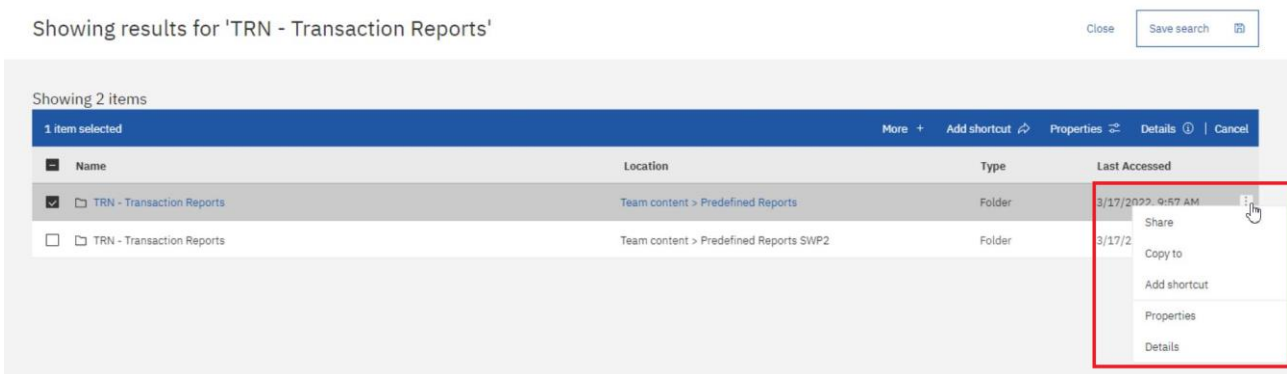 Showing results for 'TRN - Transaction Reports'
Close
Save search
Showing 2 items
1 item selected
More +
Add shortcut
Properties
Details
| Cancel
Name
Location
Type
Last Accessed
TRN - Transaction Reports
Team content > Predefined Reports
Folder
3/17/2022, 9:57 AM
TRN - Transaction Reports
Team content > Predefined Reports SWP2
Folder
3/17/2
Share
Copy to
Add shortcut
Properties
Details